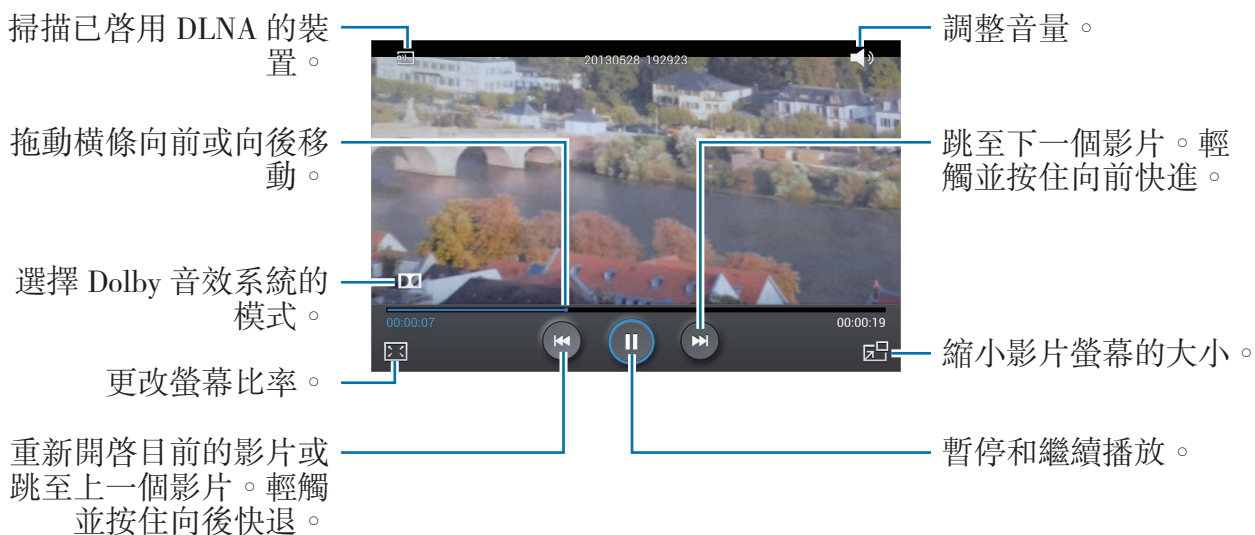 掃描已啓用 DLNA 的裝
置。
拖動橫條向前或向後移
動。
選擇 Dolby 音效系統的
模式。
更改螢幕比率。
重新開啓目前的影片或
跳至上一個影片。輕觸
並按住向後快退。
20130528 192923
00:00:07
00:00:19
調整音量。
跳至下一個影片。輕
觸並按住向前快進。
縮小影片螢幕的大小。
暫停和繼續播放。